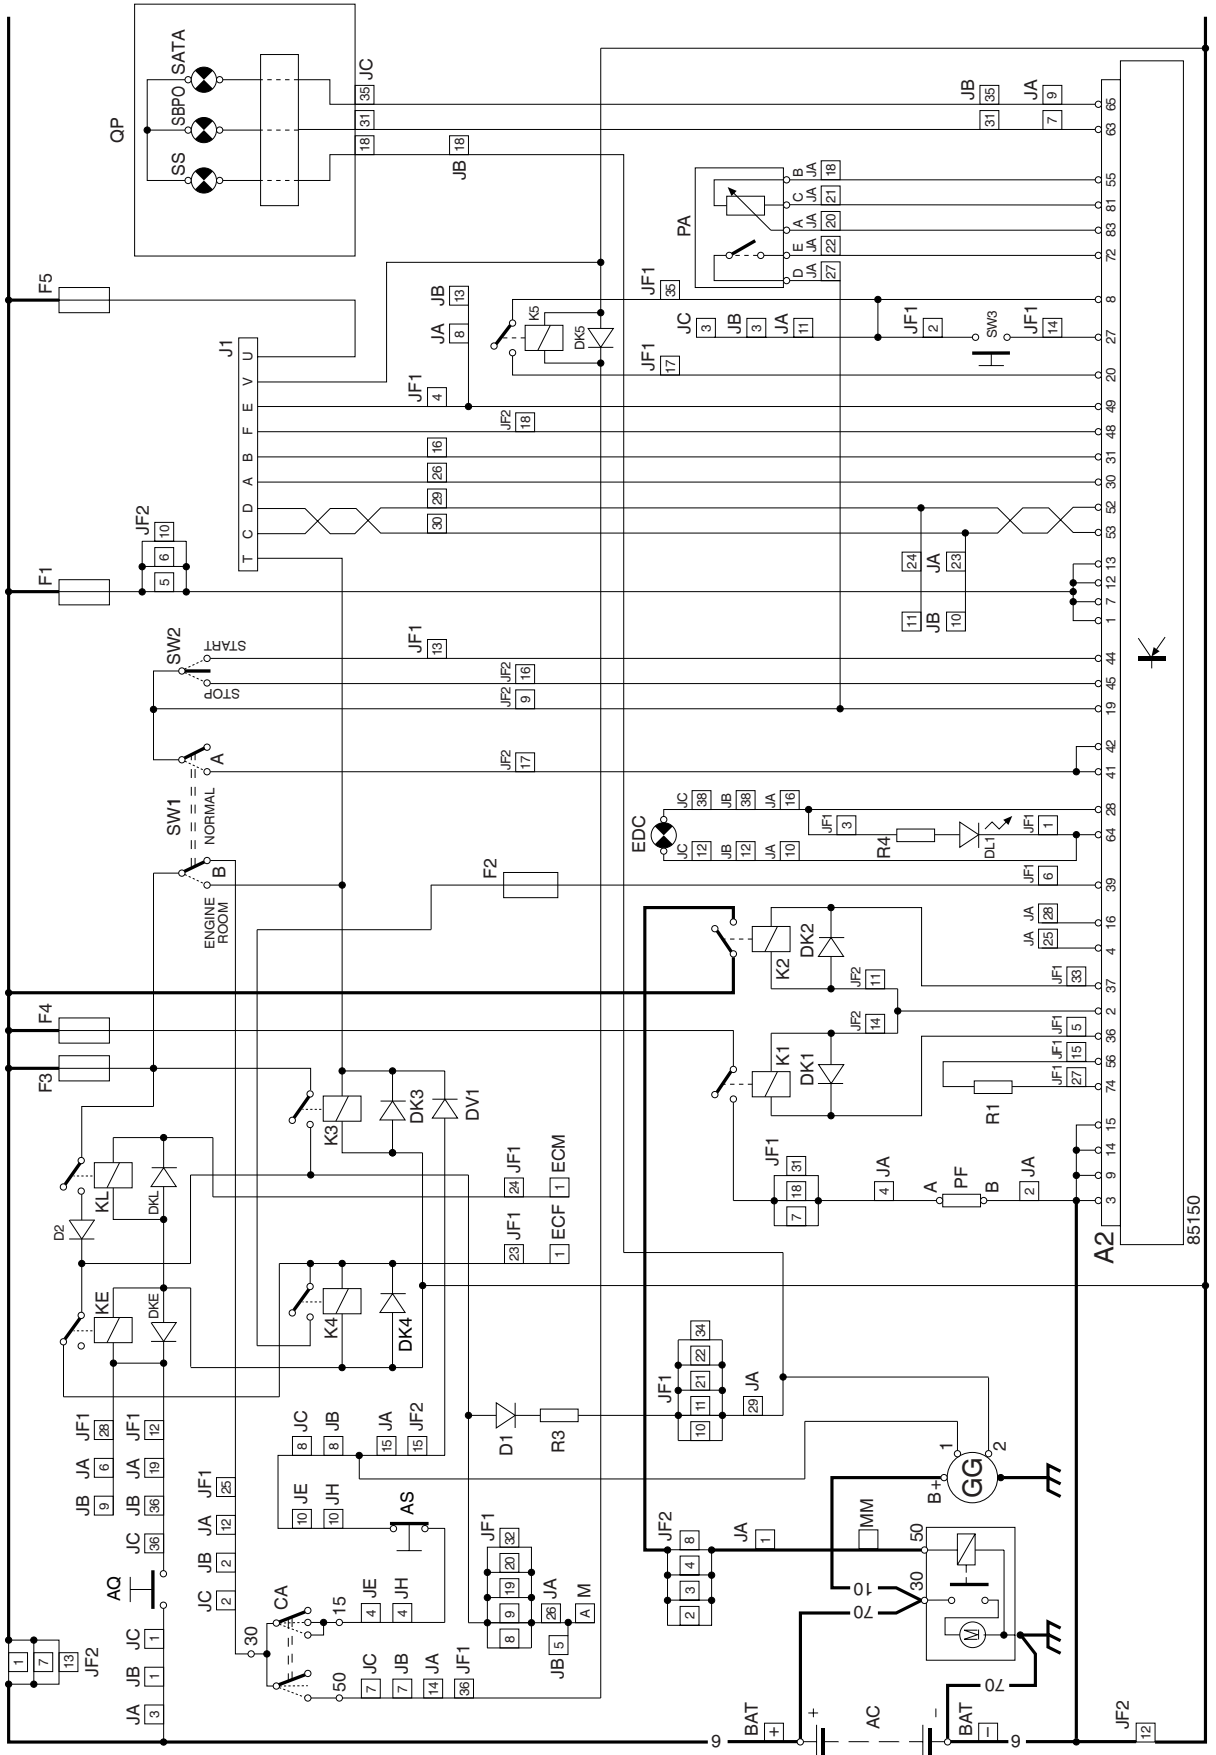 QP
SATA
SBPO
SS
35 JC
31
18
18
JB
JB
35
31
JA
9
7
F5
J1
U
V
E
F
B
A
D
C
T
PA
B JA 18
C JA 21
A JA 20
E JA 22
D JA 27
JF1
35
K5
DK5
JB
13
JA
8
JF1
4
JF2
18
16
26
29
30
JC
3
JB
3
JA
11
JF1
2
SW3
JF1
14
JF1
17
F1
JF2
10
6
5
24
JA
23
11
JB
10
SW2
START
STOP
JF1
13
JF2
16
JF2
9
SW1
A
NORMAL
B
ENGINE
ROOM
JF2
17
EDC
JC
38
JB
38
JA
16
JC
12
JB
12
JA
10
JF1
3
R4
DL1
JF1
1
F2
JF1
6
JA
28
JA
25
K2
DK2
JF2
11
JF1
33
F4
F3
JF2
14
K1
DK1
JF1
5
JF1
15
JF1
27
R1
K3
DK3
DV1
KL
DKL
D2
JF1
24
ECM
1
JF1
23
ECF
1
KE
DKE
K4
DK4
JF1
31
18
7
JA
4
A
PF
B
JA
2
65
63
55
81
83
72
8
27
20
49
48
31
30
52
53
13
12
7
1
44
45
19
42
41
28
64
39
16
4
37
2
36
56
74
15
14
9
3
A2
85150
JF1
28
JA
6
JB
9
JF1
12
JA
19
JB
36
JC
36
AQ
JC
1
JB
1
JA
3
1
7
13
JF2
JF1
25
JA
12
JB
2
JC
2
30
CA
15
50
JC
8
JB
8
JA
15
JF2
15
JE
10
JH
10
AS
JE
4
JH
4
JC
7
JB
7
JA
14
JF1
36
D1
R3
JF1
34
22
21
11
10
JA
29
JF1
32
20
19
9
8
JA
26
JB
5
M
A
JF2
8
4
3
2
JA
1
MM
B+
1
2
GG
50
30
10
70
M
70
9
BAT
+
+
AC
-
BAT
-
9
JF2
12